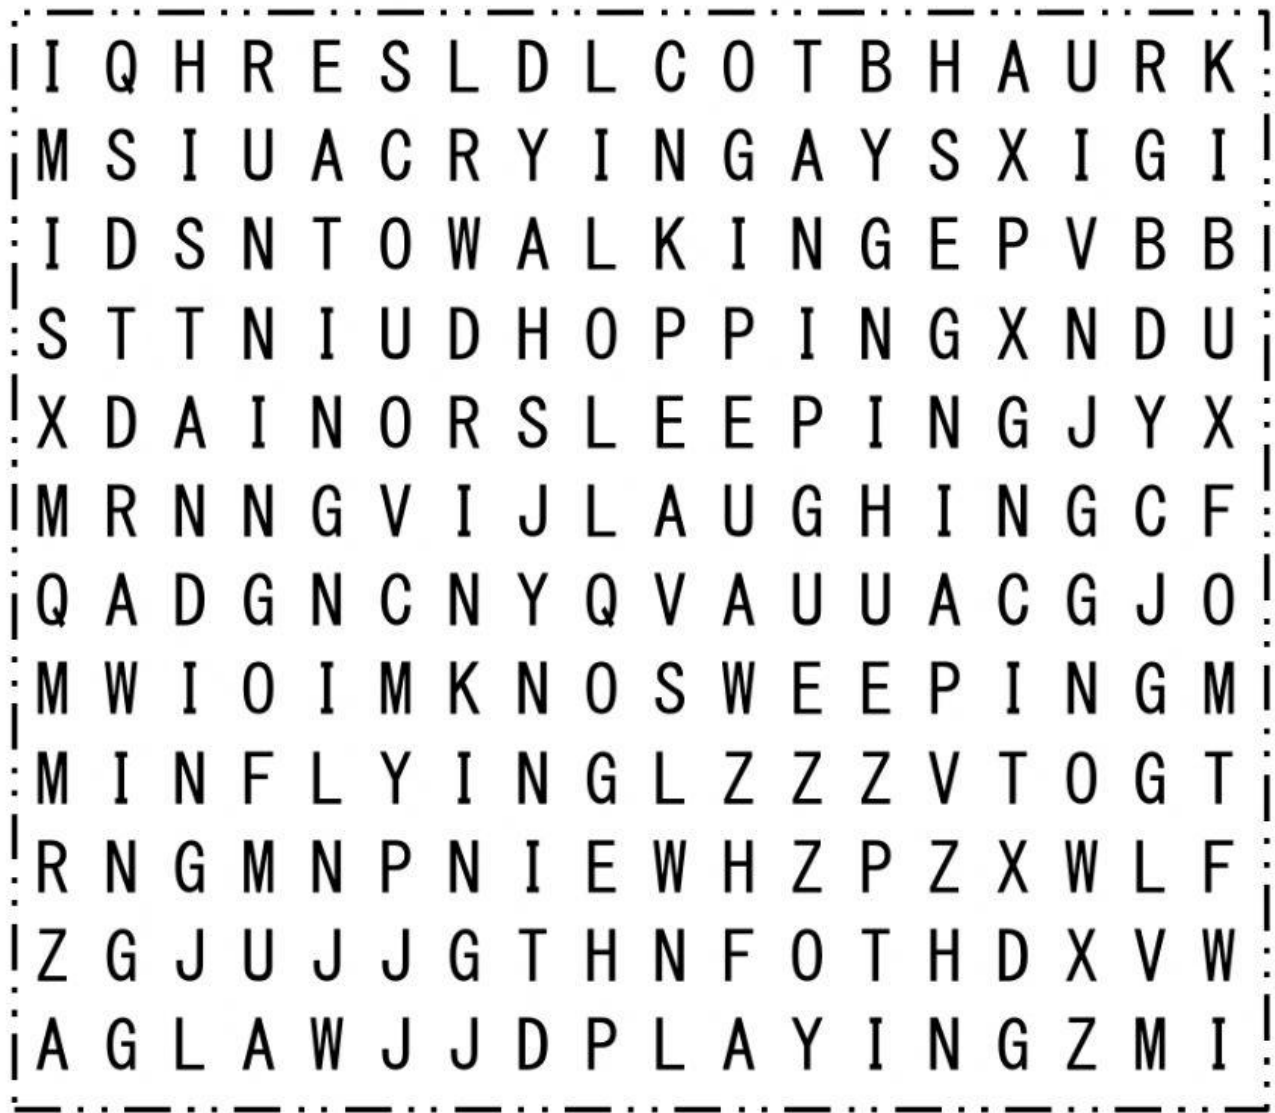 I Q H R E S L D L C O T B H A U R K
M S I U A C R Y I N G A Y S X I G I
I D S N T O W A L K I N G E P V B B
S T T N I U D H O P P I N G X N D U
X D A I N O R S L E E P I N G J Y X
M R N N G V I J L A U G H I N G C F
Q A D G N C N Y Q V A U U A C G J O
M W I O I M K N O S W E E P I N G M
M I N F L Y I N G L Z Z Z V T O G T
R N G M N P N I E W H Z P Z X W L F
Z G J U J J G T H N F O T H D X V W
A G L A W J J D P L A Y I N G Z M I